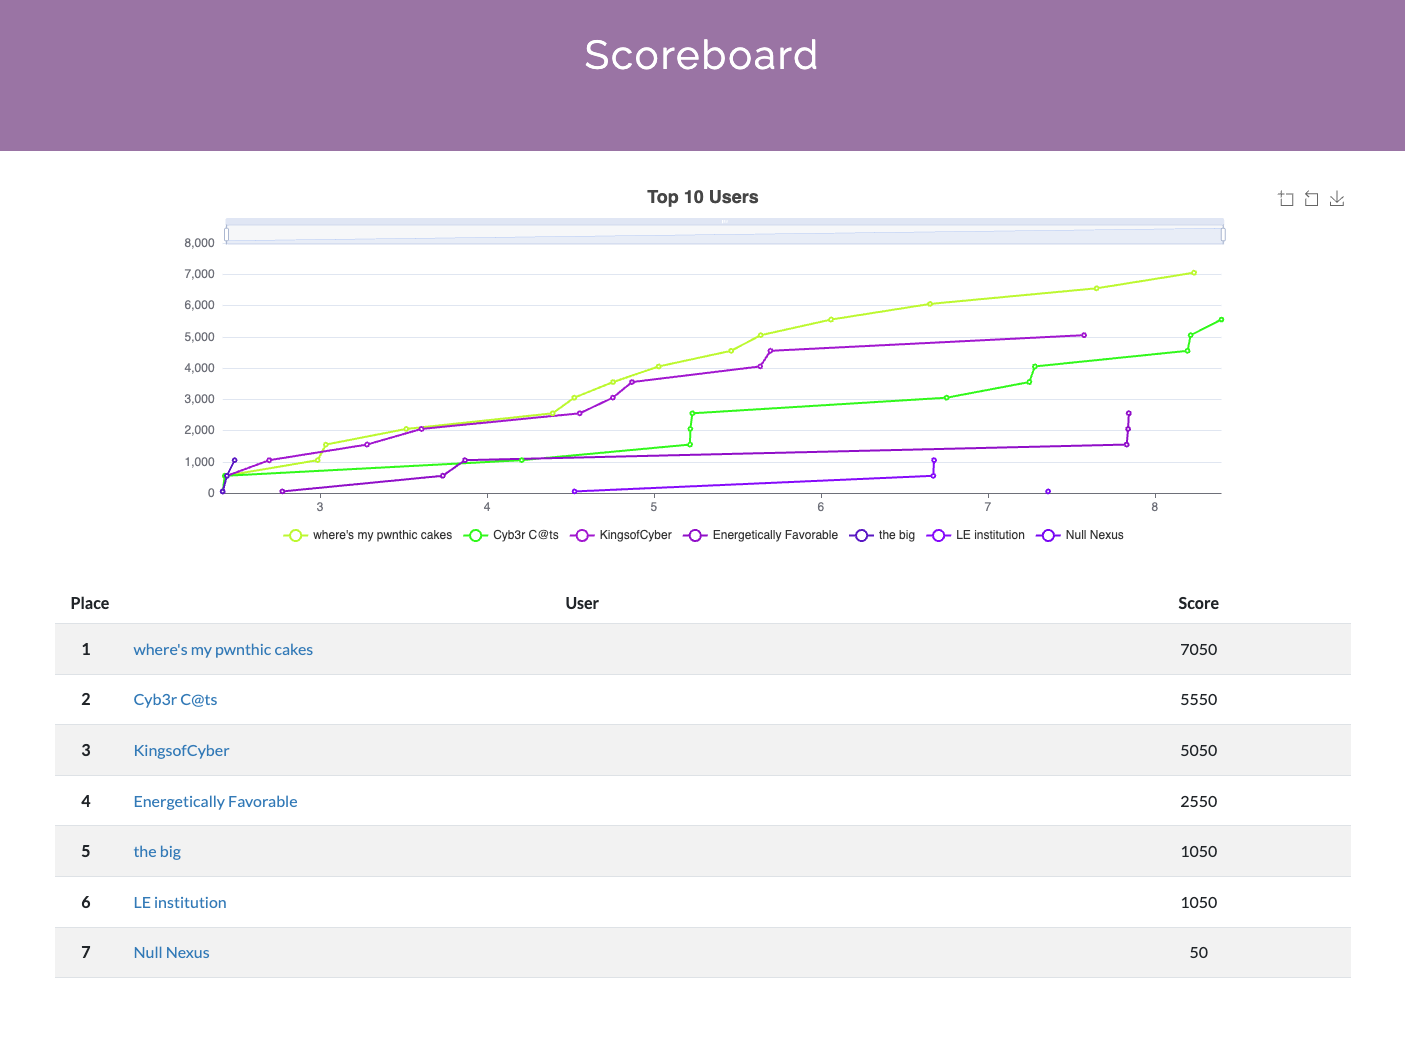 Scoreboard
Top 10 Users
8,000
7,000
6,000
5,000
4,000
3,000
2,000
1,000
0
3 4 5 6 7 8
where's my pwnthic cakes Cyb3r C@ts KingsofCyber Energetically Favorable the big LE institution Null Nexus
Place User Score
1 where's my pwnthic cakes 7050
2 Cyb3r C@ts 5550
3 KingsofCyber 5050
4 Energetically Favorable 2550
5 the big 1050
6 LE institution 1050
7 Null Nexus 50